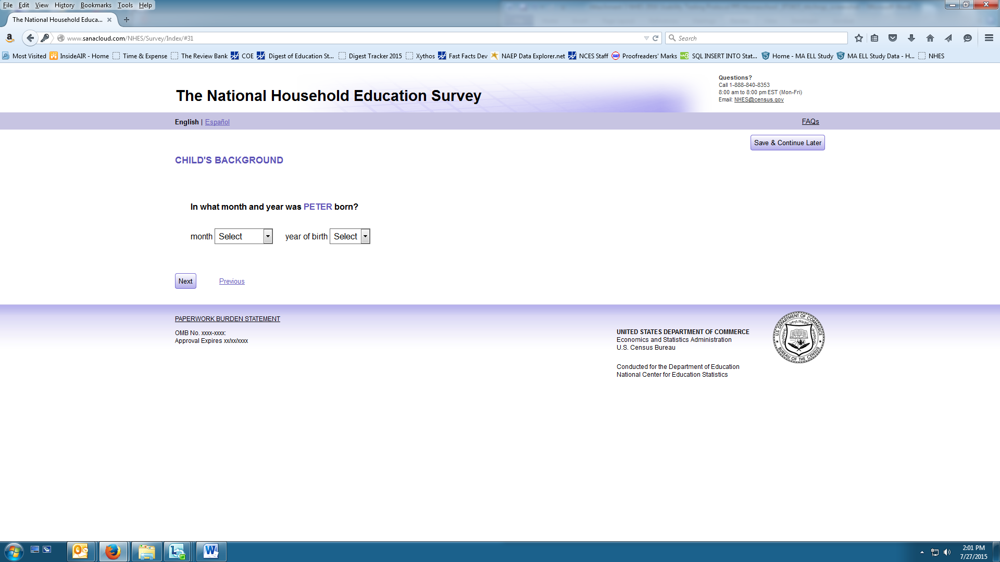 File Edit View History Bookmarks Tools Help
The National Household Educa...
www.sanacloud.com/NHES/Survey/Index/#31
Search
Most Visited InsideAIR - Home Time & Expense The Review Bank COE Digest of Education St... Digest Tracker 2015 Xythos Fast Facts Dev NAEP Data Explorer.net NCES Staff Proofreaders' Marks SQL INSERT INTO Stat... Home - MA ELL Study MA ELL Study Data - H... NHES
Questions?
Call 1-888-840-8353
8:00 am to 8:00 pm EST (Mon-Fri)
Email: NHES@census.gov
The National Household Education Survey
English | Español
FAQs
Save & Continue Later
CHILD'S BACKGROUND
In what month and year was PETER born?
month Select year of birth Select
Next Previous
PAPERWORK BURDEN STATEMENT
OMB No. xxxx-xxxx:
Approval Expires xx/xx/xxxx
UNITED STATES DEPARTMENT OF COMMERCE
Economics and Statistics Administration
U.S. Census Bureau
Conducted for the Department of Education
National Center for Education Statistics
U.S. DEPARTMENT OF COMMERCE
BUREAU OF THE CENSUS
2:01 PM
7/27/2015